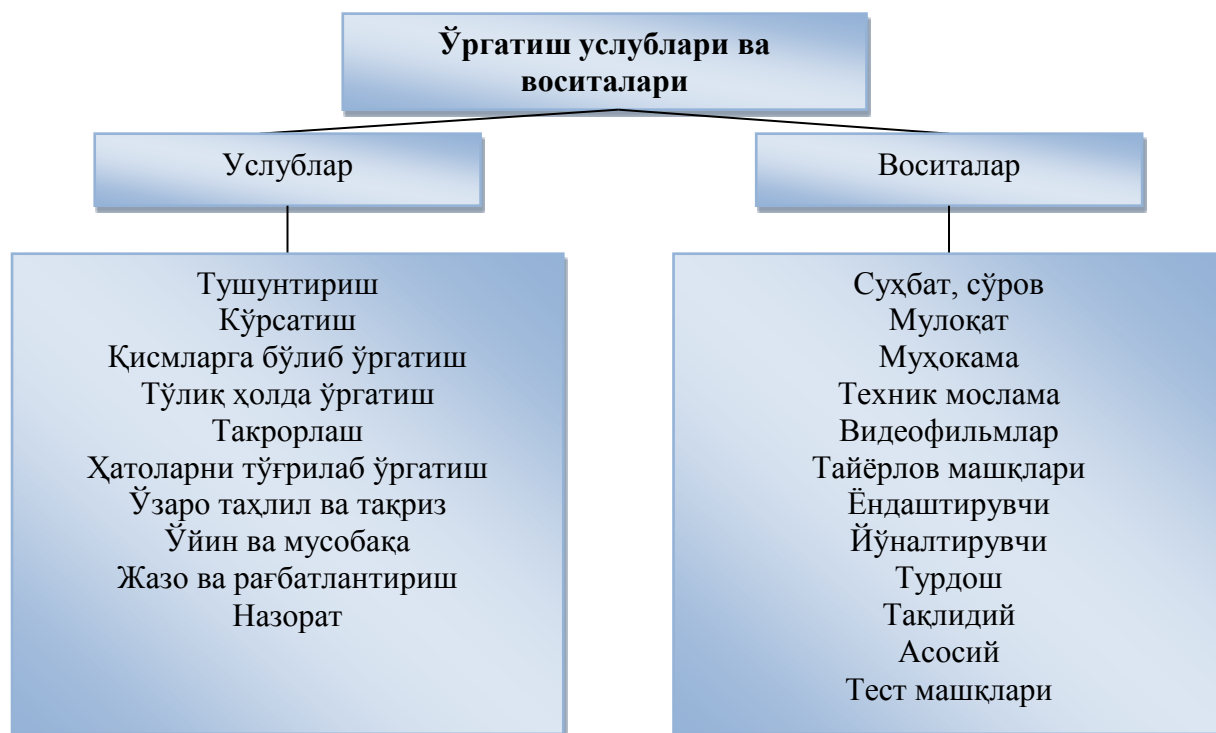 Ўргатиш услублари ва
воситалари
Услублар
Воситалар
Тушунтириш
Кўрсатиш
Қисмларга бўлиб ўргатиш
Тўлиқ ҳолда ўргатиш
Такрорлаш
Ҳатоларни тўғрилаб ўргатиш
Ўзаро таҳлил ва тақриз
Ўйин ва мусобақа
Жазо ва рағбатлантириш
Назорат
Суҳбат, сўров
Мулоқат
Муҳокама
Техник мослама
Видеофильмлар
Тайёрлов машқлари
Ёндаштирувчи
Йўналтирувчи
Турдош
Тақлидий
Асосий
Тест машқлари